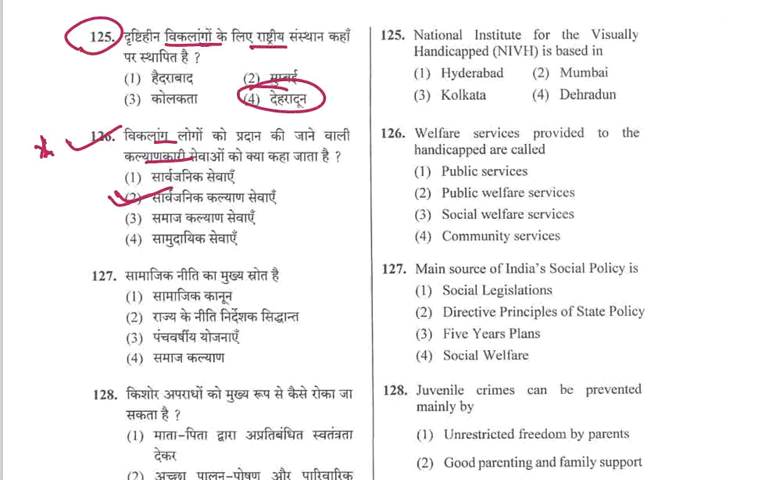 125. दृष्टिहीन विकलांगों के लिए राष्ट्रीय संस्थान कहाँ
पर स्थापित है ?
(1) हैदराबाद (2) मुम्बई
(3) कोलकता (4) देहरादून
126. विकलांग लोगों को प्रदान की जाने वाली
कल्याणकारी सेवाओं को क्या कहा जाता है ?
(1) सार्वजनिक सेवाएँ
(2) सार्वजनिक कल्याण सेवाएँ
(3) समाज कल्याण सेवाएँ
(4) सामुदायिक सेवाएँ
127. सामाजिक नीति का मुख्य स्रोत है
(1) सामाजिक कानून
(2) राज्य के नीति निर्देशक सिद्धान्त
(3) पंचवर्षीय योजनाएँ
(4) समाज कल्याण
128. किशोर अपराधों को मुख्य रूप से कैसे रोका जा
सकता है ?
(1) माता-पिता द्वारा अप्रतिबंधित स्वतंत्रता
देकर
(2) अच्छा पालन-पोषण और पारिवारिक
125. National Institute for the Visually
Handicapped (NIVH) is based in
(1) Hyderabad (2) Mumbai
(3) Kolkata (4) Dehradun
126. Welfare services provided to the
handicapped are called
(1) Public services
(2) Public welfare services
(3) Social welfare services
(4) Community services
127. Main source of India's Social Policy is
(1) Social Legislations
(2) Directive Principles of State Policy
(3) Five Years Plans
(4) Social Welfare
128. Juvenile crimes can be prevented
mainly by
(1) Unrestricted freedom by parents
(2) Good parenting and family support